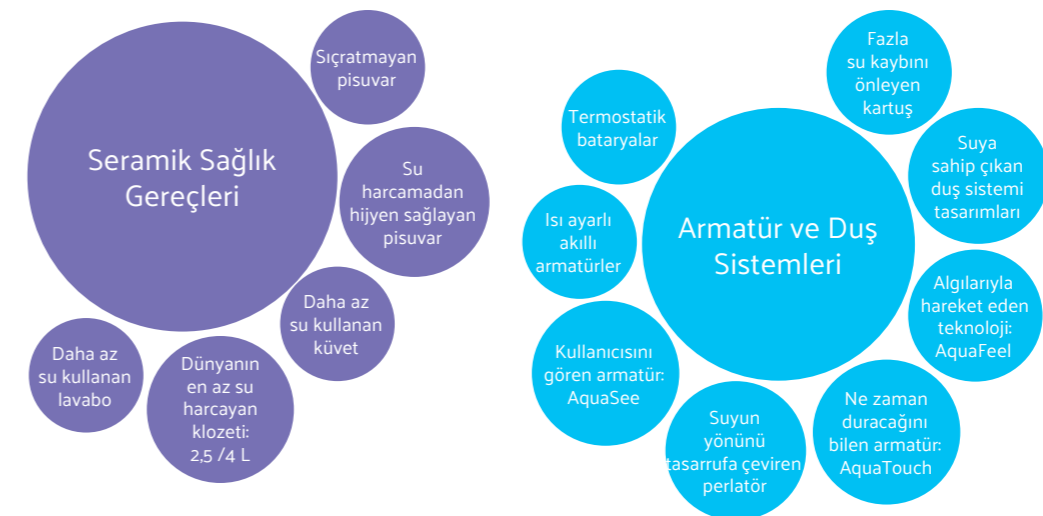 Seramik Sağlık
Gereçleri
Sıçratmayan
pisuvar
Su
harcamadan
hijyen sağlayan
pisuvar
Daha az
su kullanan
küvet
Dünyanın
en az su
harcayan
klozeti:
2,5 /4 L
Daha az
su kullanan
lavabo
Armatür ve Duş
Sistemleri
Fazla
su kaybını
önleyen
kartuş
Suya
sahip çıkan
duş sistemi
tasarımları
Algılarıyla
hareket eden
teknoloji:
AquaFeel
Ne zaman
duracağını
bilen armatür:
AquaTouch
Suyun
yönünü
tasarrufa çeviren
perlatör
Kullanıcısını
gören armatür:
AquaSee
Isı ayarlı
akıllı
armatürler
Termostatik
bataryalar